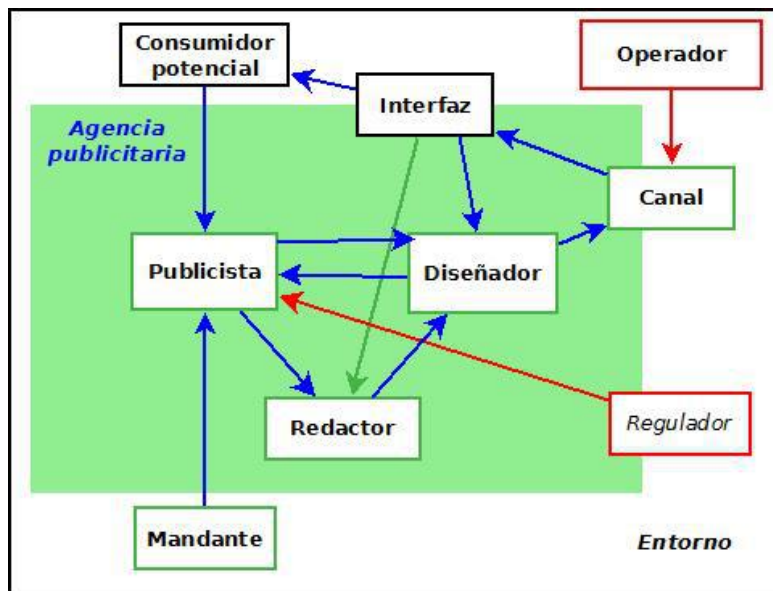 Consumidor
potencial
Operador
Interfaz
Agencia
publicitaria
Canal
Publicista
Diseñador
Redactor
Regulador
Mandante
Entorno